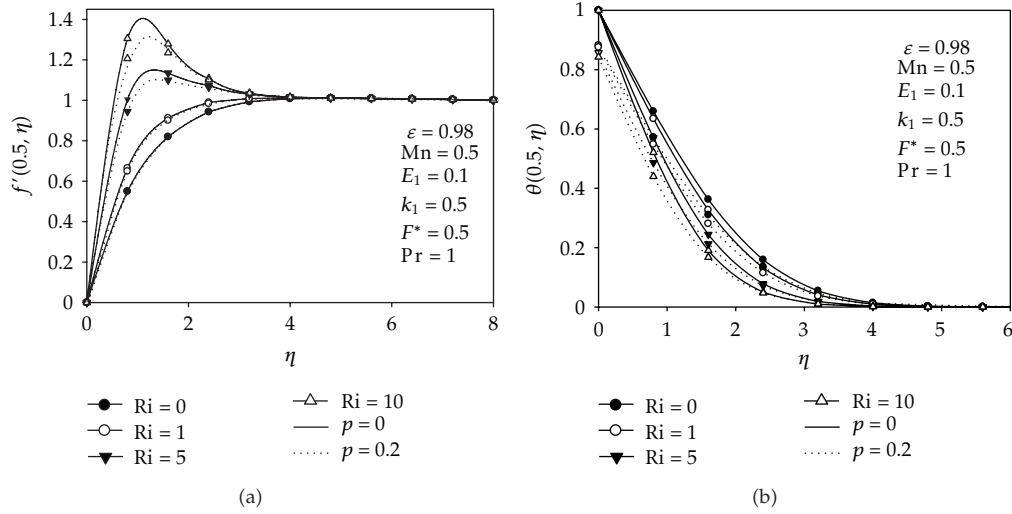 1.4
1.2
1
0.8
0.6
0.4
0.2
0
f′(0.5, η)
ε = 0.98
Mn = 0.5
E₁ = 0.1
k₁ = 0.5
F* = 0.5
Pr = 1
0 2 4 6 8
η
Ri = 0
Ri = 1
Ri = 5
Ri = 10
p = 0
p = 0.2
(a)
1
0.8
0.6
0.4
0.2
0
θ(0.5, η)
ε = 0.98
Mn = 0.5
E₁ = 0.1
k₁ = 0.5
F* = 0.5
Pr = 1
0 1 2 3 4 5 6
η
Ri = 0
Ri = 1
Ri = 5
Ri = 10
p = 0
p = 0.2
(b)